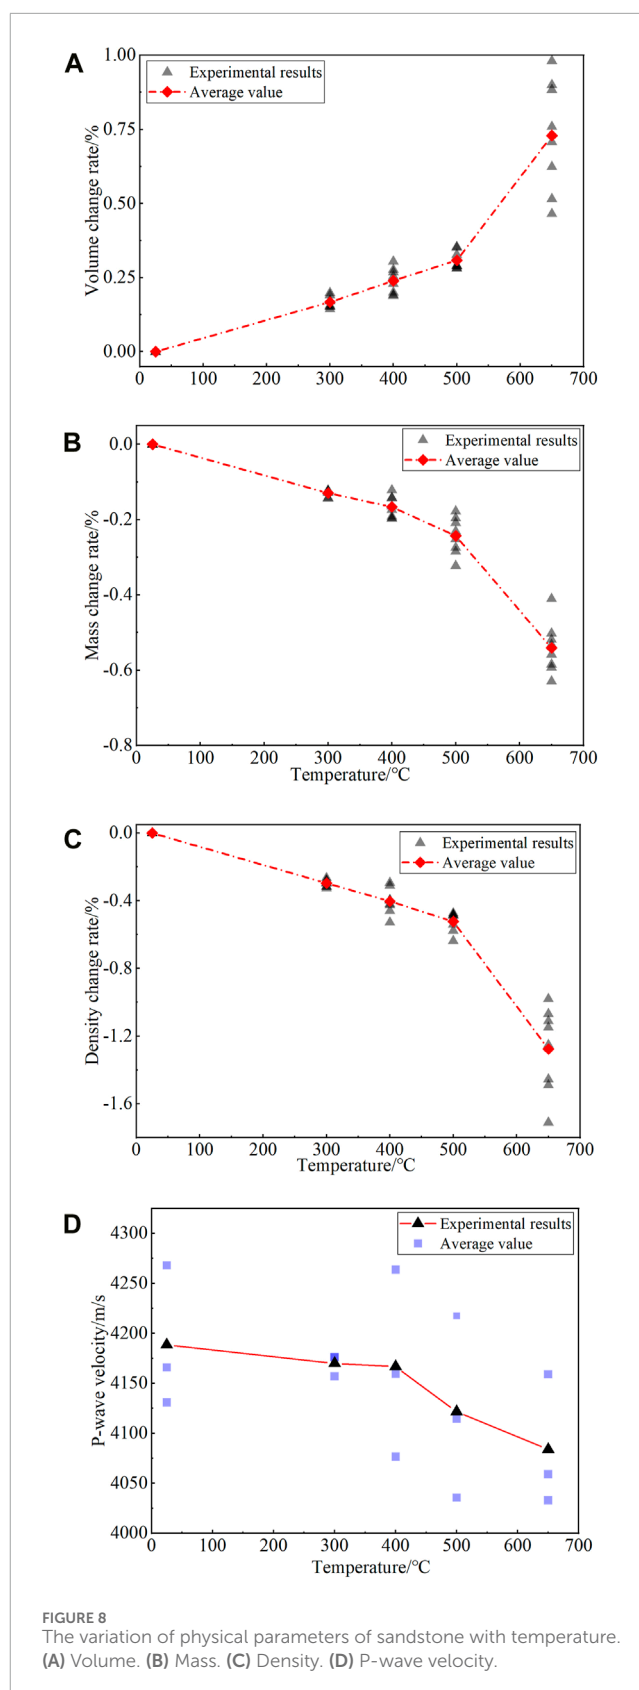 A
1.00
0.75
0.50
0.25
0.00
Volume change rate/%
Experimental results
Average value
0 100 200 300 400 500 600 700
B
0.0
-0.2
-0.4
-0.6
-0.8
Mass change rate/%
Experimental results
Average value
0 100 200 300 400 500 600 700
Temperature/°C
C
0.0
-0.4
-0.8
-1.2
-1.6
Density change rate/%
Experimental results
Average value
0 100 200 300 400 500 600 700
Temperature/°C
D
4300
4250
4200
4150
4100
4050
4000
P-wave velocity/m/s
Experimental results
Average value
0 100 200 300 400 500 600 700
Temperature/°C
FIGURE 8
The variation of physical parameters of sandstone with temperature.
(A) Volume. (B) Mass. (C) Density. (D) P-wave velocity.